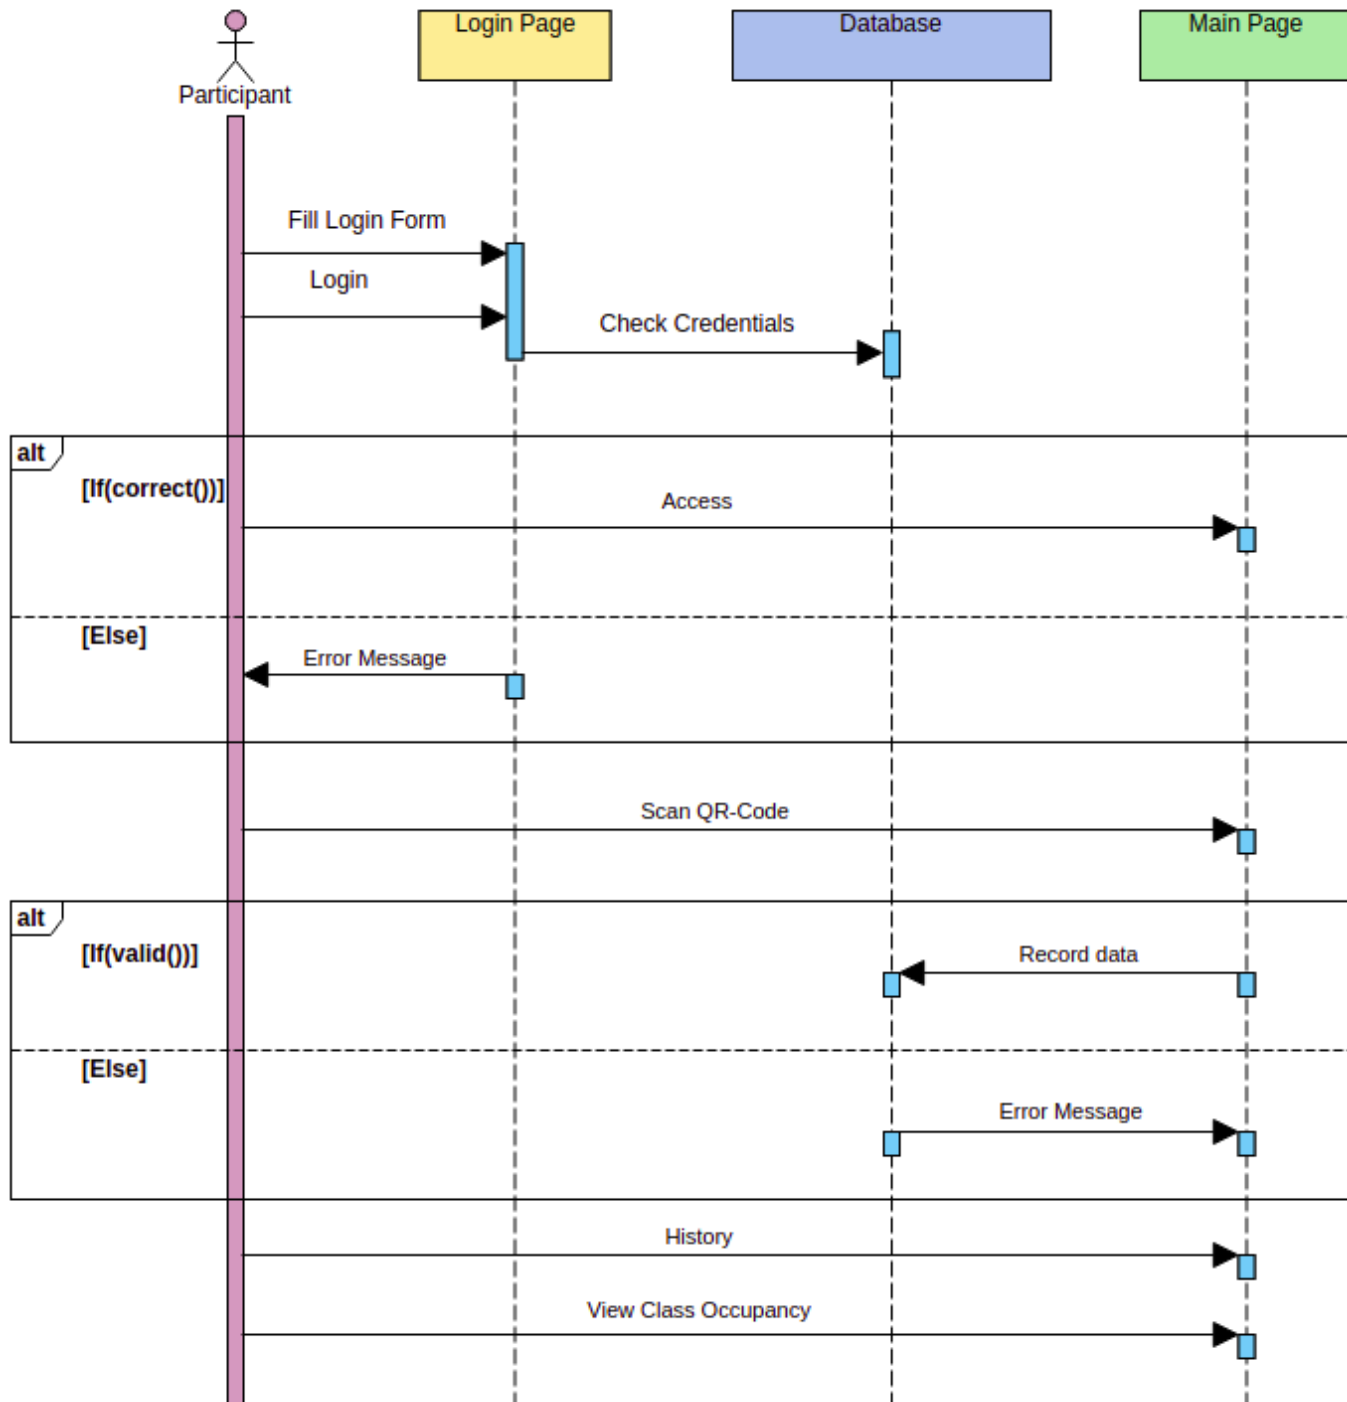 Login Page
Database
Main Page
Participant
Fill Login Form
Login
Check Credentials
alt
[If(correct())]
Access
[Else]
Error Message
Scan QR-Code
alt
[If(valid())]
Record data
[Else]
Error Message
History
View Class Occupancy